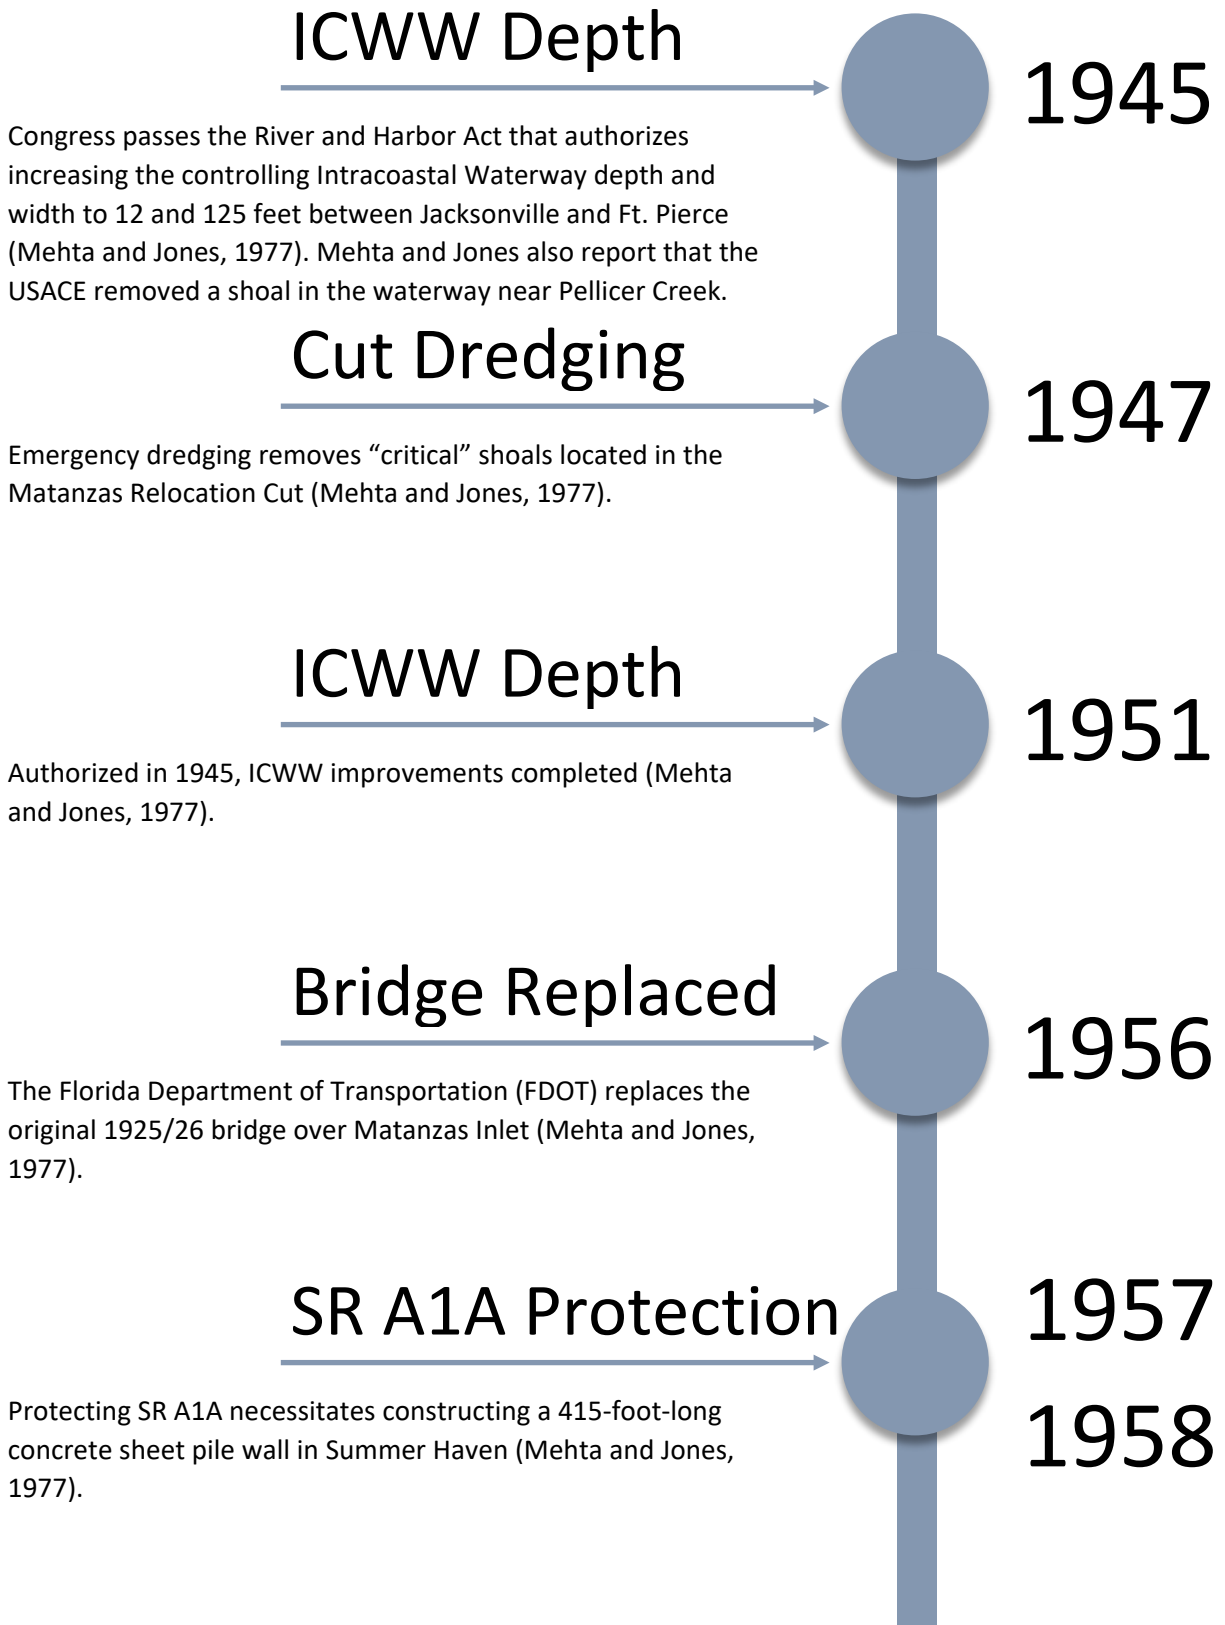 ICWW Depth
1945
Congress passes the River and Harbor Act that authorizes
increasing the controlling Intracoastal Waterway depth and
width to 12 and 125 feet between Jacksonville and Ft. Pierce
(Mehta and Jones, 1977). Mehta and Jones also report that the
USACE removed a shoal in the waterway near Pellicer Creek.
Cut Dredging
1947
Emergency dredging removes “critical” shoals located in the
Matanzas Relocation Cut (Mehta and Jones, 1977).
ICWW Depth
1951
Authorized in 1945, ICWW improvements completed (Mehta
and Jones, 1977).
Bridge Replaced
1956
The Florida Department of Transportation (FDOT) replaces the
original 1925/26 bridge over Matanzas Inlet (Mehta and Jones,
1977).
SR A1A Protection
1957
1958
Protecting SR A1A necessitates constructing a 415-foot-long
concrete sheet pile wall in Summer Haven (Mehta and Jones,
1977).